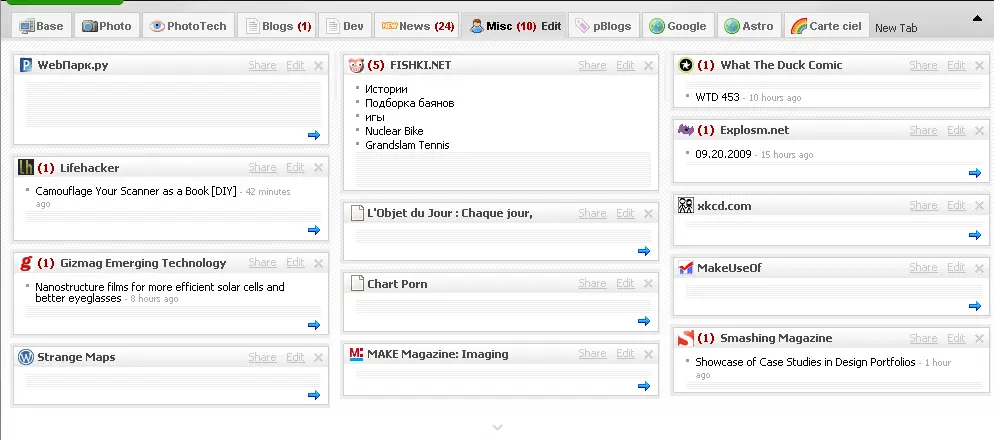 Base Photo PhotoTech Blogs (1) Dev News (24) Misc (10) Edit pBlogs Google Astro Carte ciel New Tab
WebПарк.ру Share Edit
(1) Lifehacker Share Edit
Camouflage Your Scanner as a Book [DIY] - 42 minutes
ago
(1) Gizmag Emerging Technology Share Edit
Nanostructure films for more efficient solar cells and
better eyeglasses - 8 hours ago
Strange Maps Share Edit
(5) FISHKI.NET Share Edit
Истории
Подборка баянов
игы
Nuclear Bike
Grandslam Tennis
L'Objet du Jour : Chaque jour, Share Edit
Chart Porn Share Edit
MAKE Magazine: Imaging Share Edit
(1) What The Duck Comic Share Edit
WTD 453 - 10 hours ago
(1) Explosm.net Share Edit
09.20.2009 - 15 hours ago
xkcd.com Share Edit
MakeUseOf Share Edit
(1) Smashing Magazine Share Edit
Showcase of Case Studies in Design Portfolios - 1 hour
ago